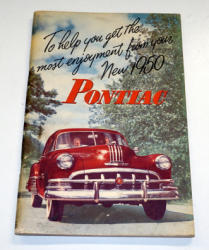 To help you get the
most enjoyment from your
New 1950
PONTIAC